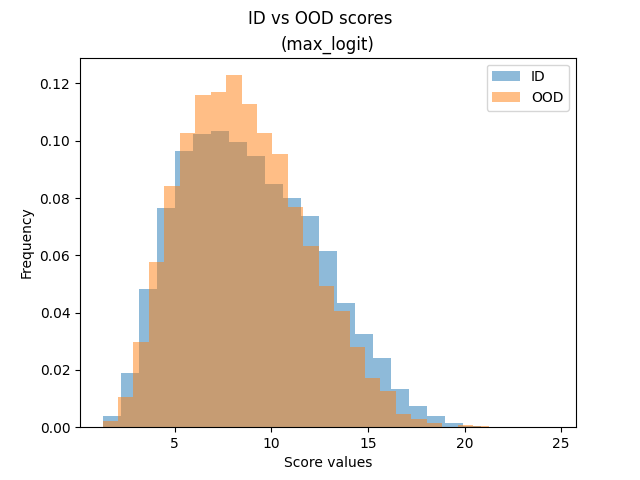 ID vs OOD scores
(max_logit)
ID
OOD
0.12
0.10
0.08
0.06
0.04
0.02
0.00
Frequency
5
10
15
20
25
Score values